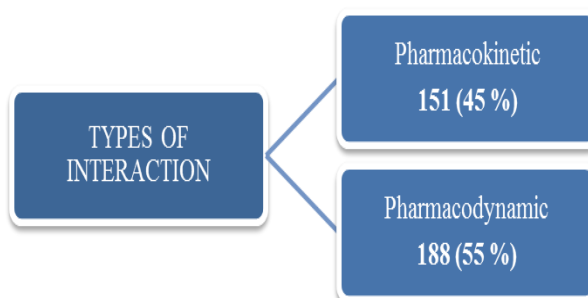 TYPES OF
INTERACTION
Pharmacokinetic
151 (45 %)
Pharmacodynamic
188 (55 %)